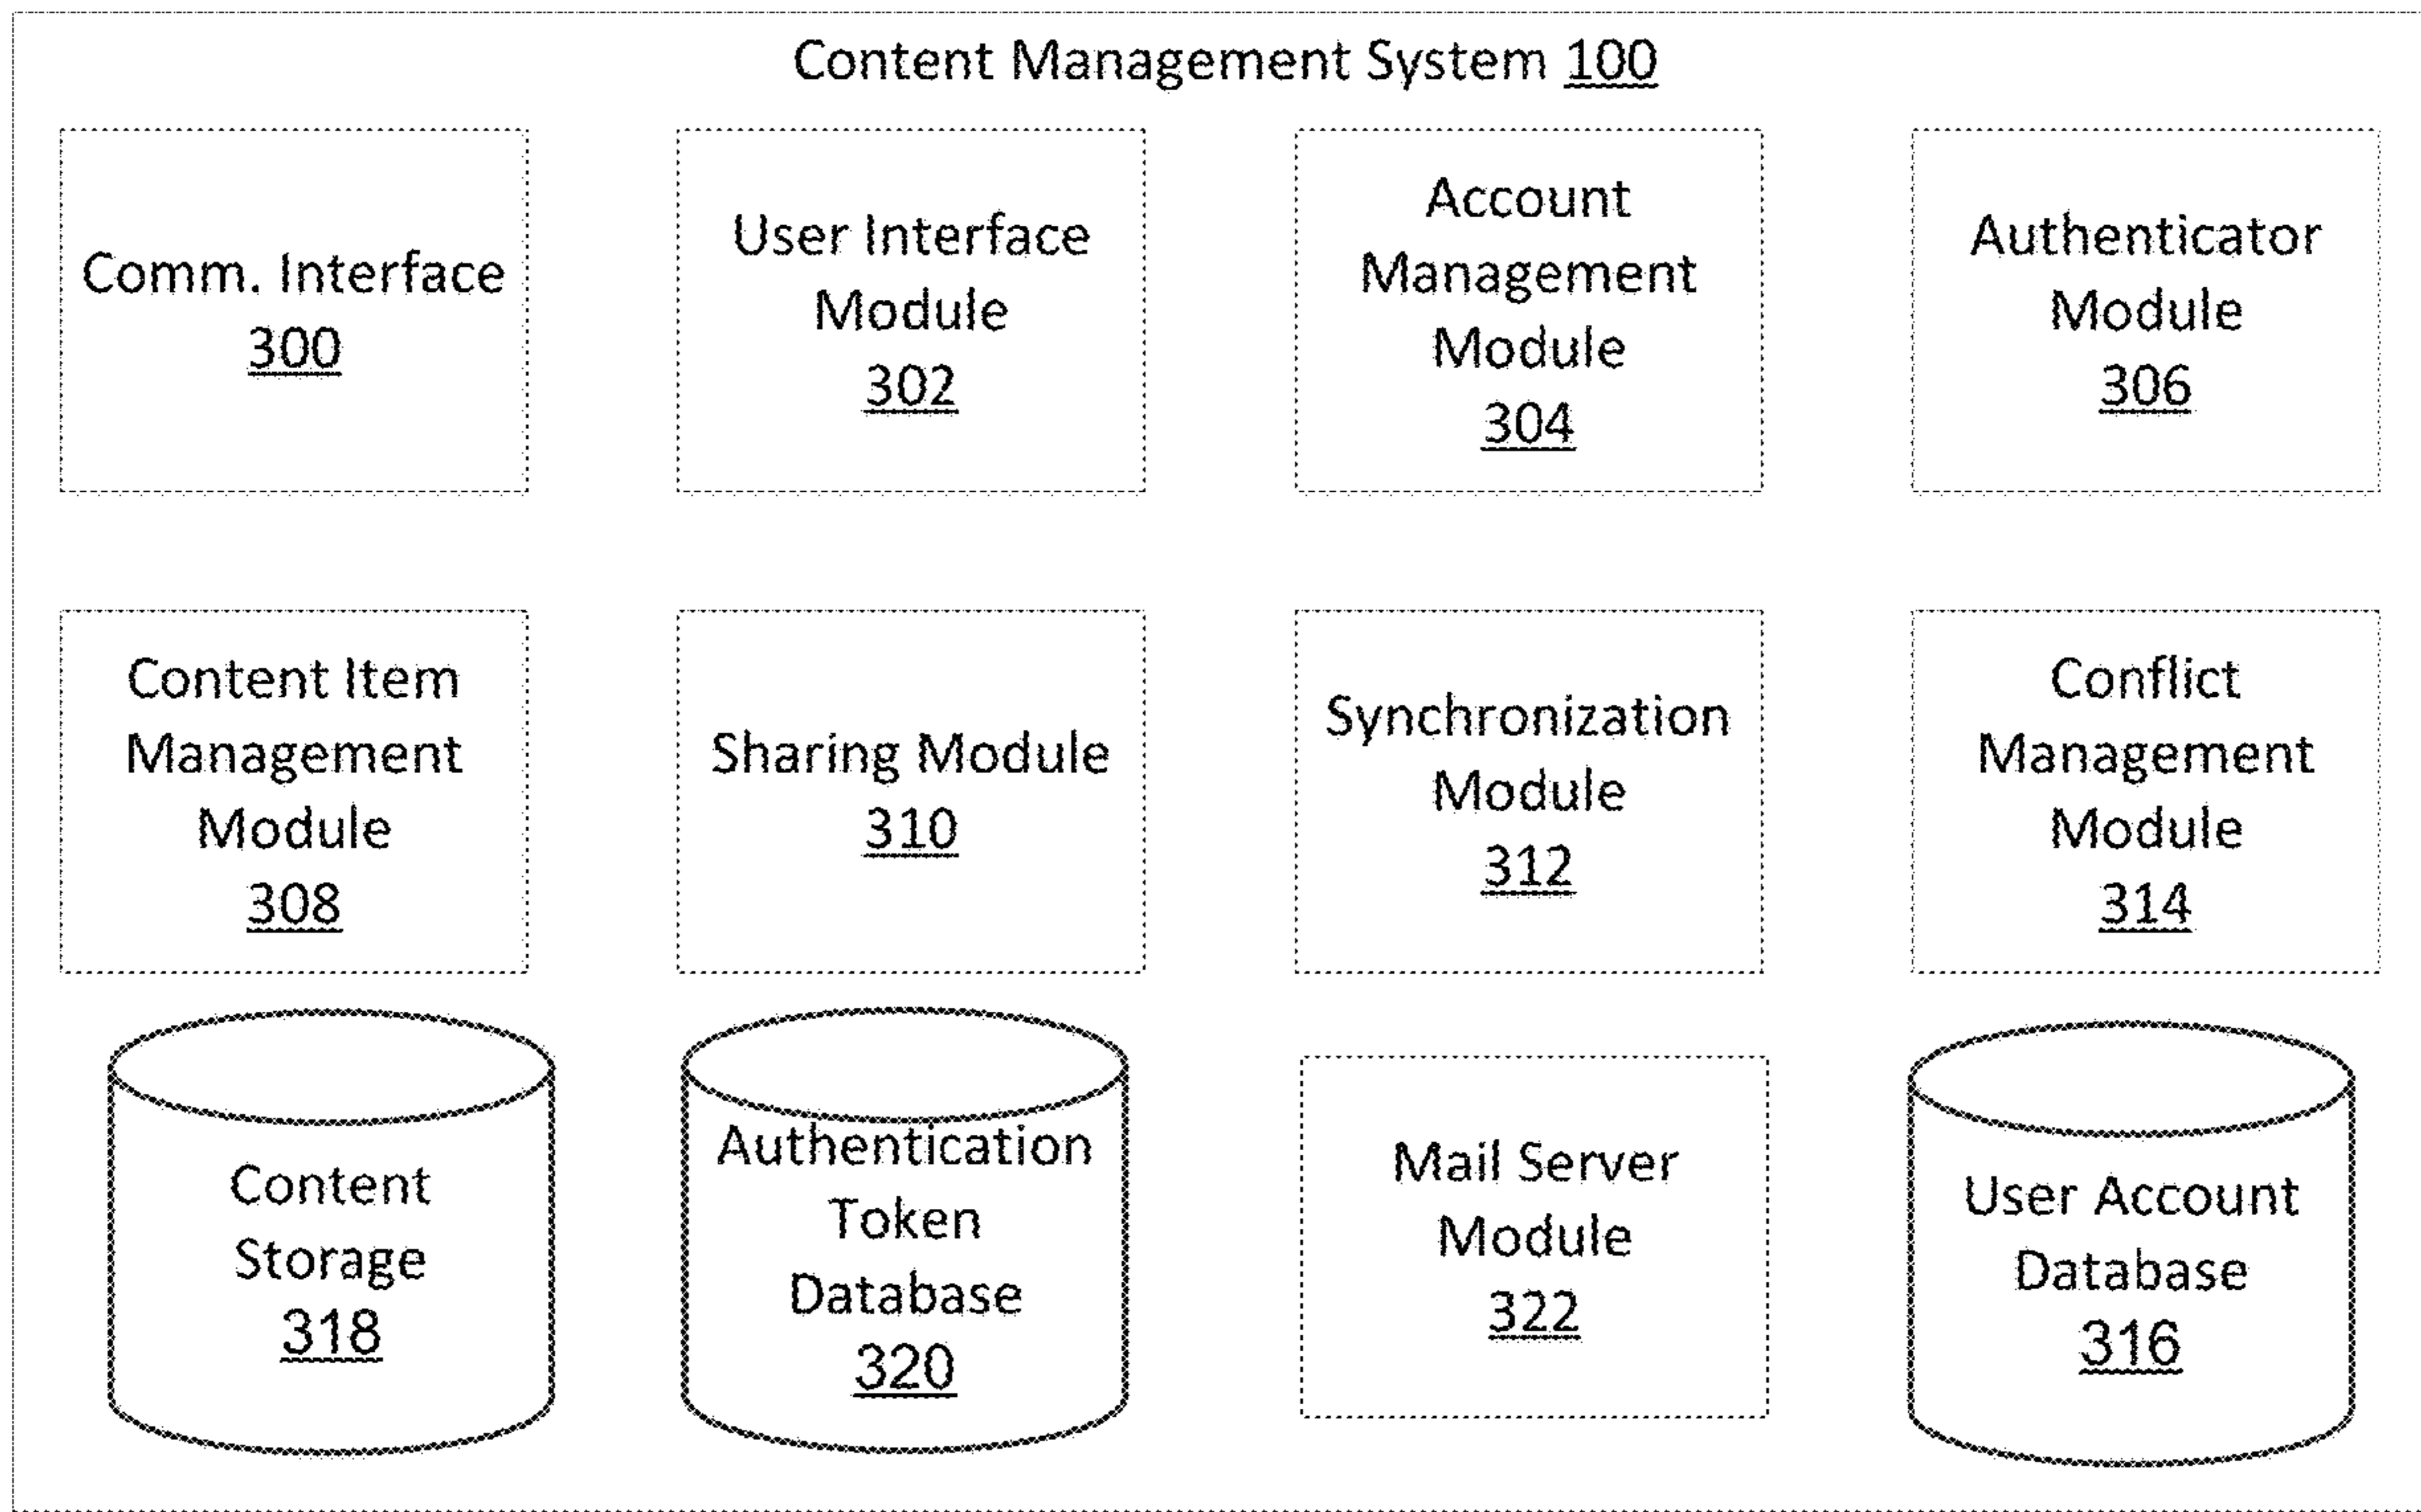 Content Management System 100
Comm. Interface
300
User Interface
Module
302
Account
Management
Module
304
Authenticator
Module
306
Content Item
Management
Module
308
Sharing Module
310
Synchronization
Module
312
Conflict
Management
Module
314
Content
Storage
318
Authentication
Token
Database
320
Mail Server
Module
322
User Account
Database
316